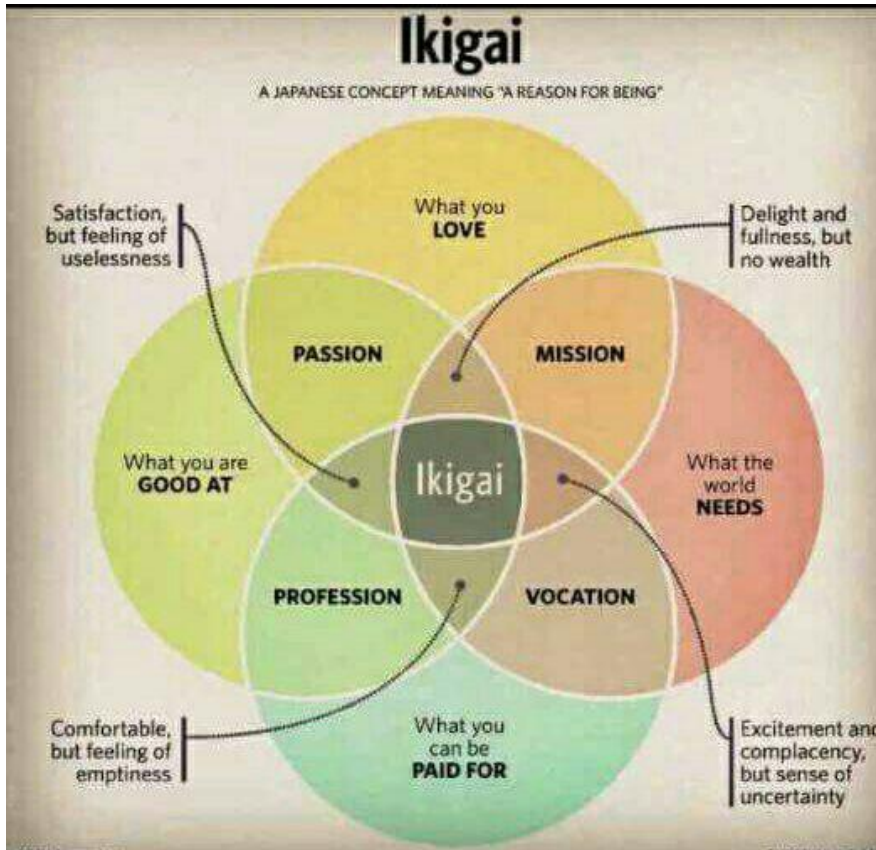 Ikigai
A JAPANESE CONCEPT MEANING "A REASON FOR BEING"
What you
LOVE
Satisfaction,
but feeling of
uselessness
Delight and
fullness, but
no wealth
PASSION
MISSION
What you are
GOOD AT
Ikigai
What the
world
NEEDS
PROFESSION
VOCATION
Comfortable,
but feeling of
emptiness
What you
can be
PAID FOR
Excitement and
complacency,
but sense of
uncertainty